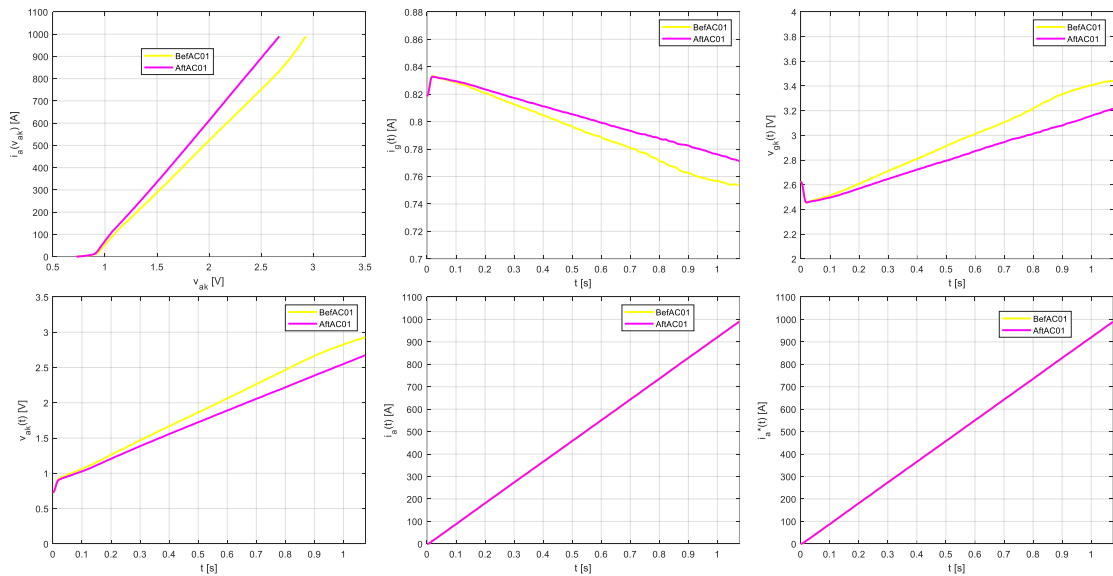 1100
1000
900
800
700
600
500
400
300
200
100
0
i_a(v_ak) [A]
BefAC01
AftAC01
0.5 1 1.5 2 2.5 3 3.5
v_ak [V]
0.88
0.86
0.84
0.82
0.8
0.78
0.76
0.74
0.72
0.7
i_g(t) [A]
BefAC01
AftAC01
0 0.1 0.2 0.3 0.4 0.5 0.6 0.7 0.8 0.9 1
t [s]
4
3.8
3.6
3.4
3.2
3
2.8
2.6
2.4
2.2
2
v_gk(t) [V]
BefAC01
AftAC01
0 0.1 0.2 0.3 0.4 0.5 0.6 0.7 0.8 0.9 1
t [s]
3.5
3
2.5
2
1.5
1
0.5
0
v_ak(t) [V]
BefAC01
AftAC01
0 0.1 0.2 0.3 0.4 0.5 0.6 0.7 0.8 0.9 1
t [s]
1100
1000
900
800
700
600
500
400
300
200
100
0
i_a(t) [A]
BefAC01
AftAC01
0 0.1 0.2 0.3 0.4 0.5 0.6 0.7 0.8 0.9 1
t [s]
1100
1000
900
800
700
600
500
400
300
200
100
0
i_a*(t) [A]
BefAC01
AftAC01
0 0.1 0.2 0.3 0.4 0.5 0.6 0.7 0.8 0.9 1
t [s]